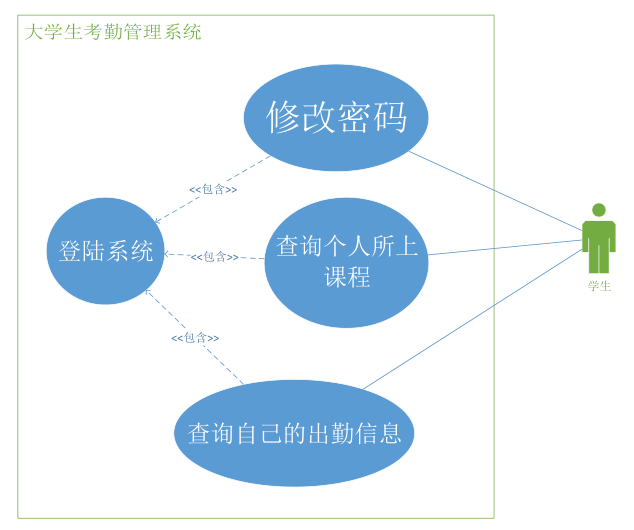 大学生考勤管理系统
修改密码
<<包含>>
登陆系统
查询个人所上
课程
<<包含>>
学生
<<包含>>
查询自己的出勤信息